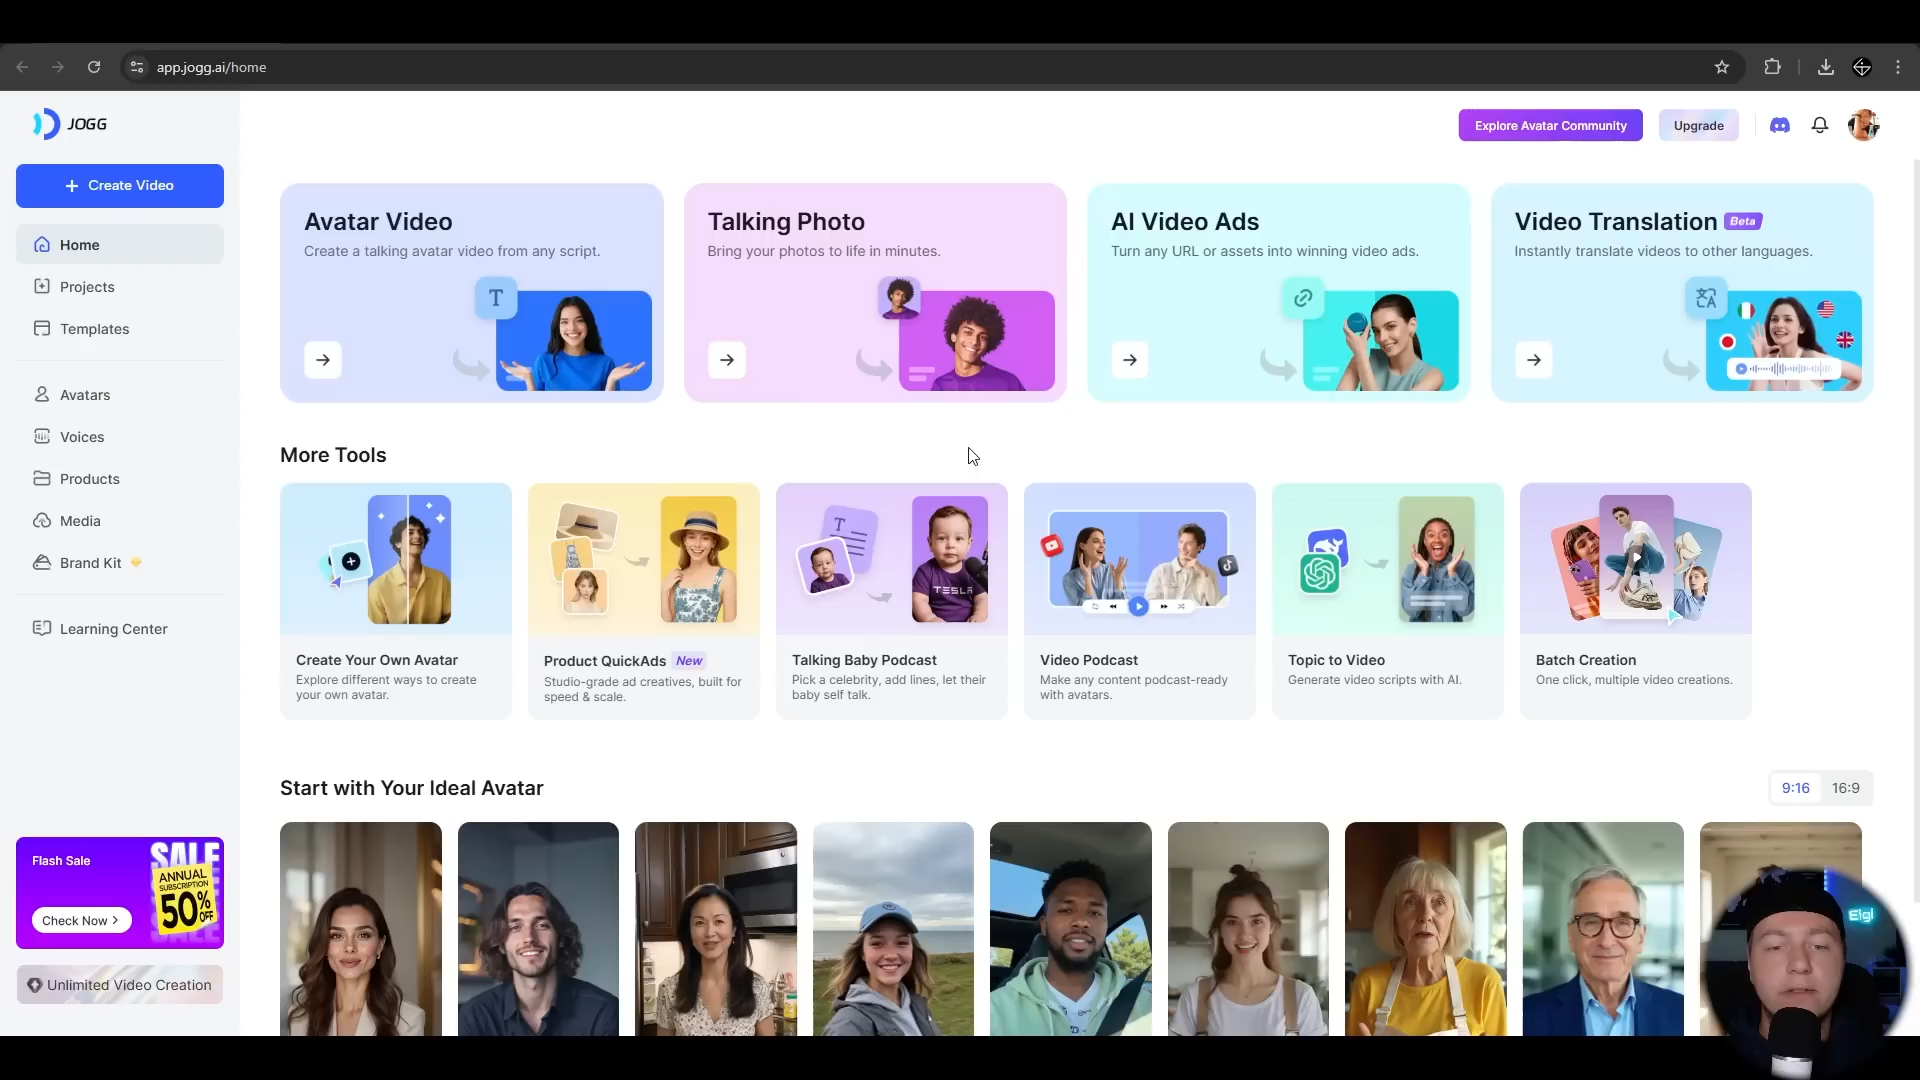 app.jogg.ai/home
JOGG
Explore Avatar Community
Upgrade
Create Video
Home
Projects
Templates
Avatars
Voices
Products
Media
Brand Kit
Learning Center
Flash Sale
Check Now
SALE
ANNUAL
SUBSCRIPTION
50%
OFF
SALE
Unlimited Video Creation
Avatar Video
Create a talking avatar video from any script.
T
Talking Photo
Bring your photos to life in minutes.
AI Video Ads
Turn any URL or assets into winning video ads.
Video Translation Beta
Instantly translate videos to other languages.
文A
More Tools
Create Your Own Avatar
Explore different ways to create
your own avatar.
Product QuickAds New
Studio-grade ad creatives, built for
speed & scale.
T
TESLA
Talking Baby Podcast
Pick a celebrity, add lines, let their
baby self talk.
Video Podcast
Make any content podcast-ready
with avatars.
Topic to Video
Generate video scripts with AI.
Batch Creation
One click, multiple video creations.
Start with Your Ideal Avatar
9:16
16:9